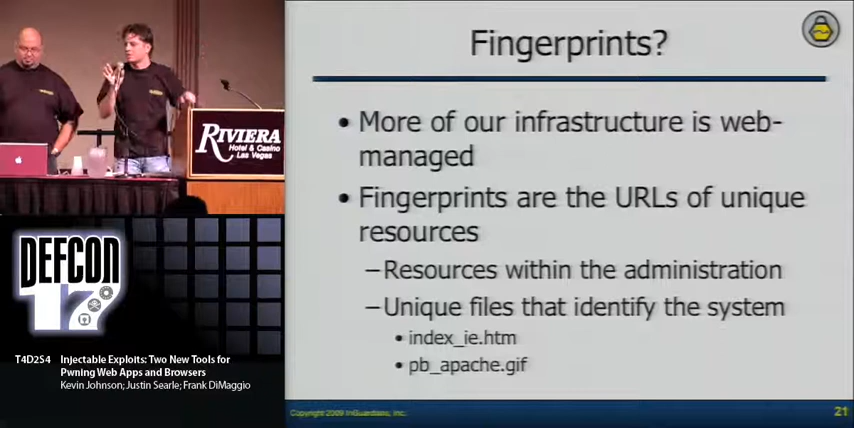 Fingerprints?
• More of our infrastructure is web-
managed
• Fingerprints are the URLs of unique
resources
–Resources within the administration
–Unique files that identify the system
• index_ie.htm
• pb_apache.gif
Copyright 2009 InGuardians, Inc.
21
RIVIERA
Hotel & Casino
Las Vegas
DEFCON
17
T4D2S4 Injectable Exploits: Two New Tools for
Pwning Web Apps and Browsers
Kevin Johnson; Justin Searle; Frank DiMaggio